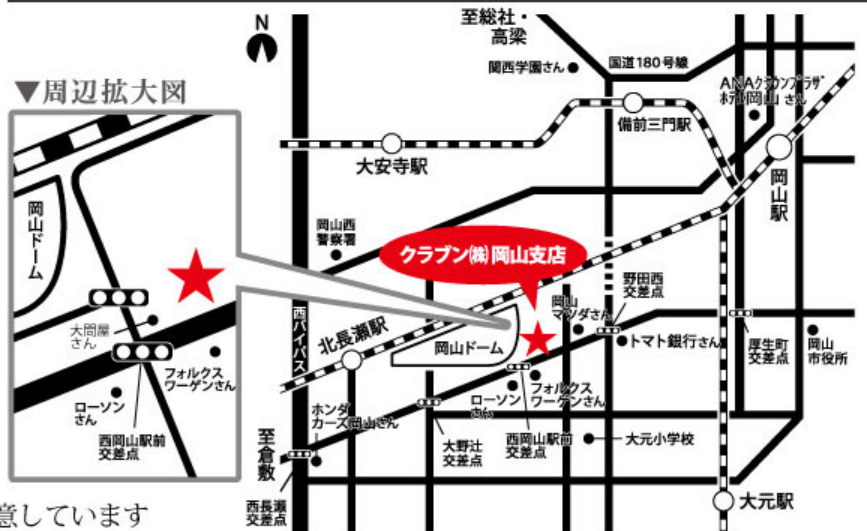 N
至総社・
高梁
関西学園さん
国道180号線
ANAクラウンプラザ
ホテル岡山 さん
▼周辺拡大図
備前三門駅
大安寺駅
岡山駅
岡山ドーム
岡山西
警察署
クラブン㈱岡山支店
野田西
交差点
岡山
マツダさん
西バイパス
北長瀬駅
岡山ドーム
トマト銀行さん
厚生町
交差点
岡山
市役所
大問屋
さん
フォルクス
ワーゲンさん
ローソン
さん
西岡山駅前
交差点
フォルクス
ワーゲンさん
ローソン
さん
ホンダ
カーズ岡山さん
至倉敷
大野辻
交差点
西岡山駅前
交差点
大元小学校
西長瀬
交差点
大元駅
意しています